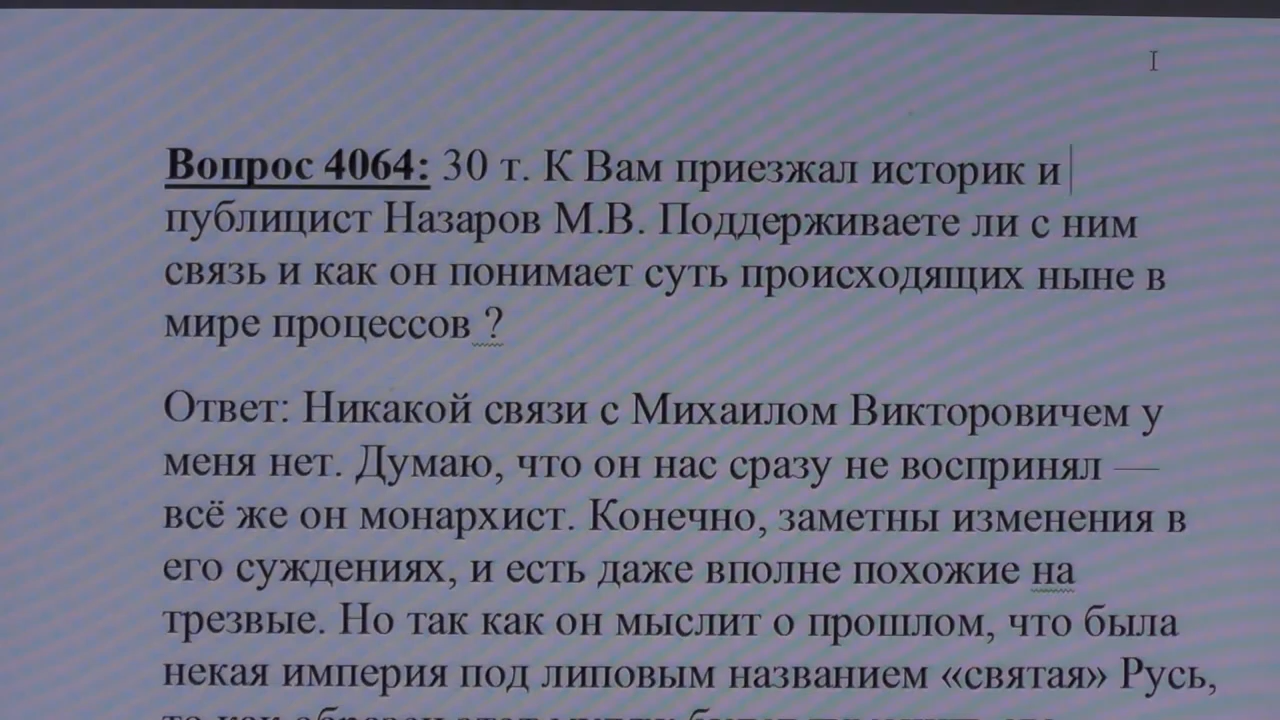 Вопрос 4064: 30 т. К Вам приезжал историк и
публицист Назаров М.В. Поддерживаете ли с ним
связь и как он понимает суть происходящих ныне в
мире процессов ?
Ответ: Никакой связи с Михаилом Викторовичем у
меня нет. Думаю, что он нас сразу не воспринял —
всё же он монархист. Конечно, заметны изменения в
его суждениях, и есть даже вполне похожие на
трезвые. Но так как он мыслит о прошлом, что была
некая империя под липовым названием «святая» Русь,